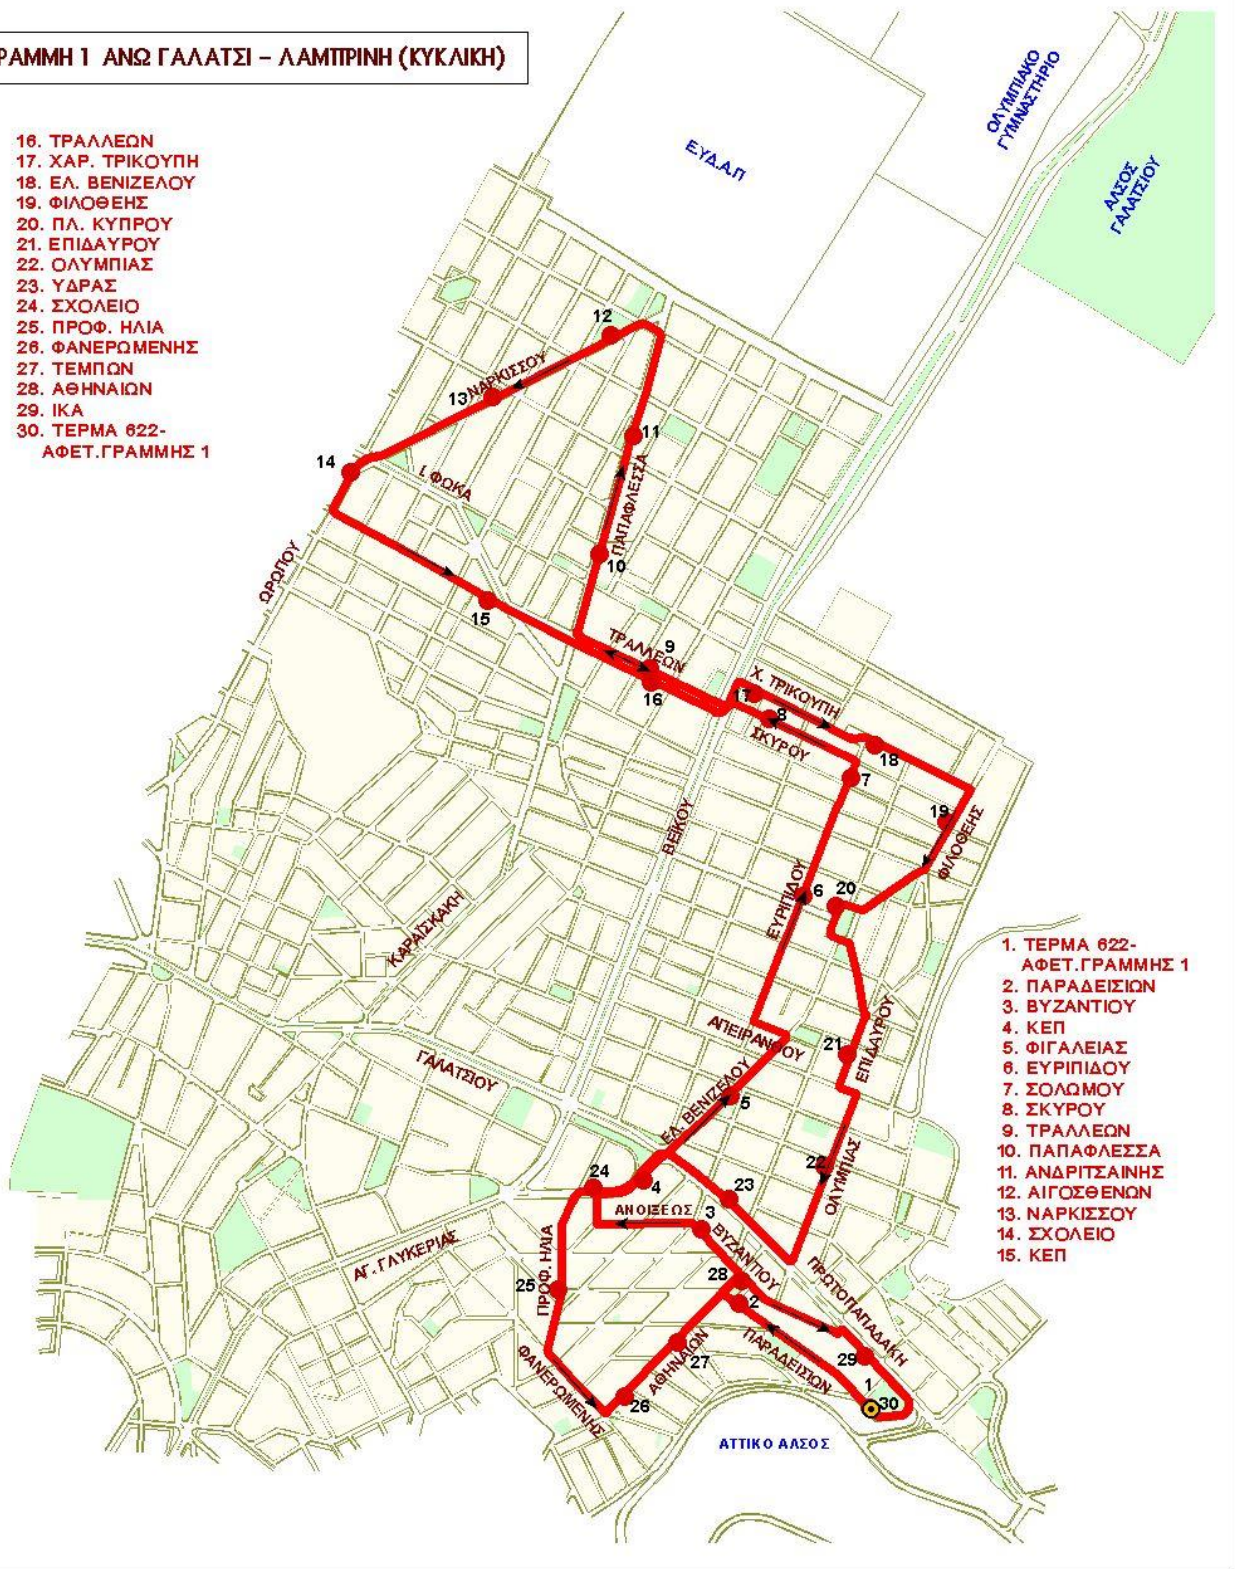 ΡΑΜΜΗ 1 ΑΝΩ ΓΑΛΑΤΣΙ – ΛΑΜΠΡΙΝΗ (ΚΥΚΛΙΚΗ)
16. ΤΡΑΛΛΕΩΝ
17. ΧΑΡ. ΤΡΙΚΟΥΠΗ
18. ΕΛ. ΒΕΝΙΖΕΛΟΥ
19. ΦΙΛΟΘΕΗΣ
20. ΠΛ. ΚΥΠΡΟΥ
21. ΕΠΙΔΑΥΡΟΥ
22. ΟΛΥΜΠΙΑΣ
23. ΥΔΡΑΣ
24. ΣΧΟΛΕΙΟ
25. ΠΡΟΦ. ΗΛΙΑ
26. ΦΑΝΕΡΩΜΕΝΗΣ
27. ΤΕΜΠΩΝ
28. ΑΘΗΝΑΙΩΝ
29. ΙΚΑ
30. ΤΕΡΜΑ 622-
ΑΦΕΤ.ΓΡΑΜΜΗΣ 1
ΟΛΥΜΠΙΑΚΟ
ΓΥΜΝΑΣΤΗΡΙΟ
ΕΥΔ.Α.Π
ΑΛΣΟΣ
ΓΑΛΑΤΣΙΟΥ
12
ΝΑΡΚΙΣΣΟΥ
13
11
14
Ι. ΦΩΚΑ
ΠΑΠΑΦΛΕΣΣΑ
10
ΩΡΩΠΟΥ
15
ΤΡΑΛΛΕΩΝ
9
16
Χ. ΤΡΙΚΟΥΠΗ
17
8
ΣΚΥΡΟΥ
18
7
19
ΦΙΛΟΘΕΗΣ
ΒΕΪΚΟΥ
ΕΥΡΙΠΙΔΟΥ
6
20
ΚΑΡΑΪΣΚΑΚΗ
ΑΠΕΙΡΑΝΘΟΥ
ΕΠΙΔΑΥΡΟΥ
21
ΓΑΛΑΤΣΙΟΥ
ΕΛ. ΒΕΝΙΖΕΛΟΥ
5
22
ΟΛΥΜΠΙΑΣ
24
4
23
ΑΝΟΙΞΕΩΣ
3
ΒΥΖΑΝΤΙΟΥ
ΑΓ. ΓΛΥΚΕΡΙΑΣ
ΠΡΟΦ. ΗΛΙΑ
25
28
2
ΠΡΩΤΟΠΑΠΑΔΑΚΗ
ΠΑΡΑΔΕΙΣΙΩΝ
29
27
ΑΘΗΝΑΙΩΝ
ΦΑΝΕΡΩΜΕΝΗΣ
26
1
30
ΑΤΤΙΚΟ ΑΛΣΟΣ
1. ΤΕΡΜΑ 622-
ΑΦΕΤ.ΓΡΑΜΜΗΣ 1
2. ΠΑΡΑΔΕΙΣΙΩΝ
3. ΒΥΖΑΝΤΙΟΥ
4. ΚΕΠ
5. ΦΙΓΑΛΕΙΑΣ
6. ΕΥΡΙΠΙΔΟΥ
7. ΣΟΛΩΜΟΥ
8. ΣΚΥΡΟΥ
9. ΤΡΑΛΛΕΩΝ
10. ΠΑΠΑΦΛΕΣΣΑ
11. ΑΝΔΡΙΤΣΑΙΝΗΣ
12. ΑΙΓΟΣΘΕΝΩΝ
13. ΝΑΡΚΙΣΣΟΥ
14. ΣΧΟΛΕΙΟ
15. ΚΕΠ